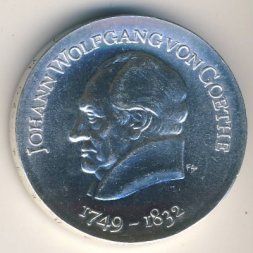 JOHANN WOLFGANG VON GOETHE
1749 – 1832